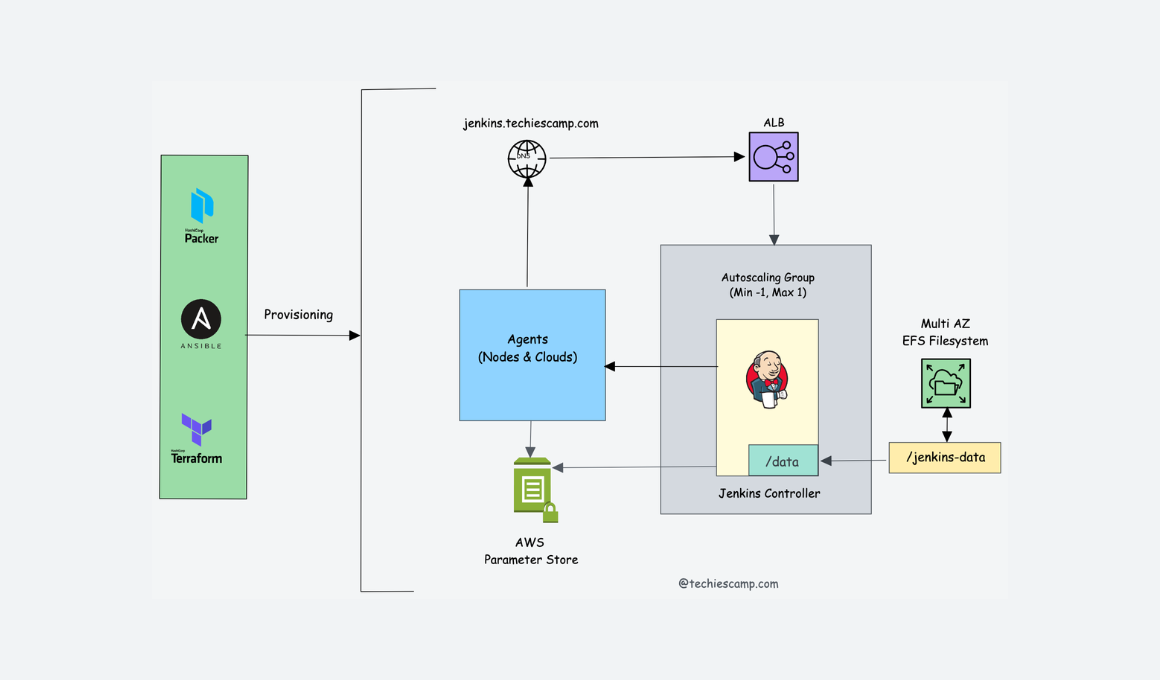 jenkins.techiescamp.com
DNS
ALB
HashiCorp
Packer
ANSIBLE
HashiCorp
Terraform
Provisioning
Agents
(Nodes & Clouds)
Autoscaling Group
(Min -1, Max 1)
/data
Jenkins Controller
Multi AZ
EFS Filesystem
/jenkins-data
AWS
Parameter Store
@techiescamp.com